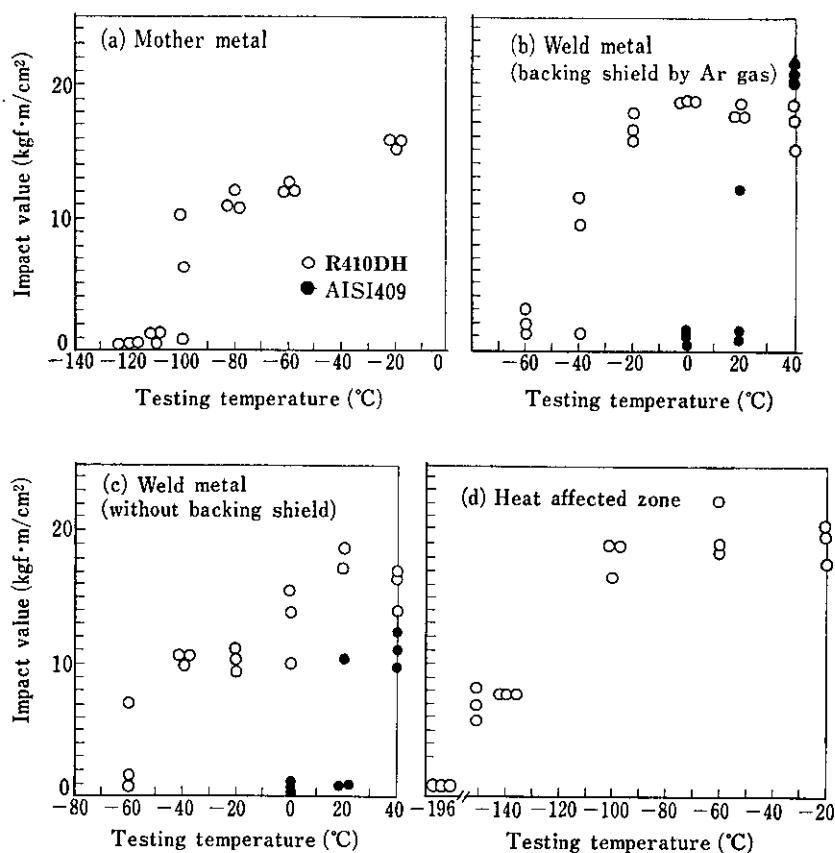 (a) Mother metal
Impact value (kgf·m/cm²)
20
10
0
○ R410DH
● AISI409
−140 −120 −100 −80 −60 −40 −20 0
Testing temperature (℃)
(b) Weld metal
(backing shield by Ar gas)
−80 −60 −40 −20 0 20 40
Testing temperature (℃)
(c) Weld metal
(without backing shield)
Impact value (kgf·m/cm²)
20
10
0
−80 −60 −40 −20 0 20 40
Testing temperature (℃)
(d) Heat affected zone
−196 −140 −100 −60 −20
Testing temperature (℃)